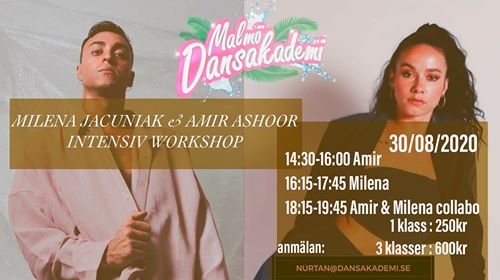 Malmö
Dansakademi
MILENA JACUNIAK & AMIR ASHOOR
INTENSIV WORKSHOP
30/08/2020
14:30-16:00 Amir
16:15-17:45 Milena
18:15-19:45 Amir & Milena collabo
1 klass : 250kr
anmälan: 3 klasser : 600kr
NURTAN@DANSAKADEMI.SE